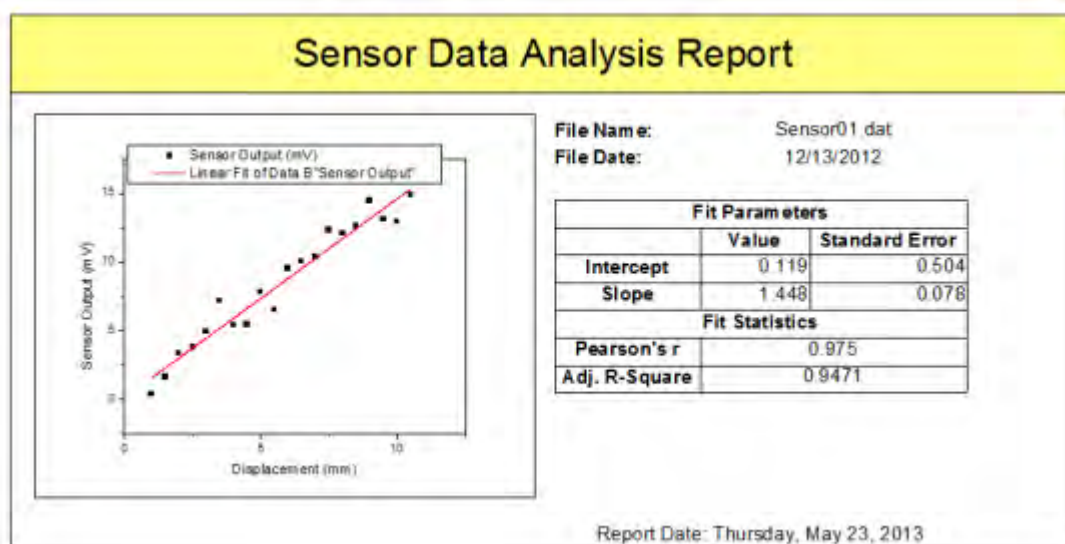 Sensor Data Analysis Report
Sensor Output (mV)
Linear Fit of Data B"Sensor Output"
15
10
5
0
Sensor Output (mV)
0 5 10
Displacement (mm)
File Name: Sensor01.dat
File Date: 12/13/2012
Fit Parameters
Value Standard Error
Intercept 0.119 0.504
Slope 1.448 0.078
Fit Statistics
Pearson's r 0.975
Adj. R-Square 0.9471
Report Date: Thursday, May 23, 2013